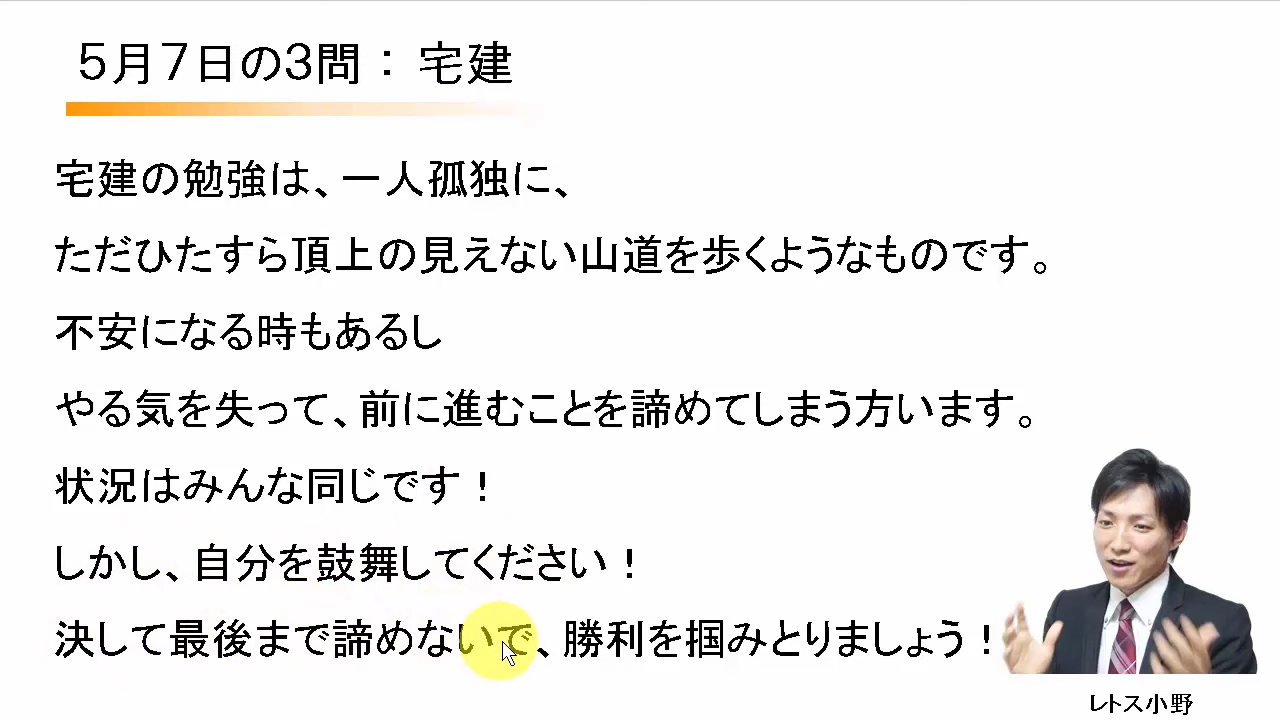 ５月７日の３問：宅建
宅建の勉強は、一人孤独に、
ただひたすら頂上の見えない山道を歩くようなものです。
不安になる時もあるし
やる気を失って、前に進むことを諦めてしまう方います。
状況はみんな同じです！
しかし、自分を鼓舞してください！
決して最後まで諦めないで、勝利を掴みとりましょう！
レトス小野